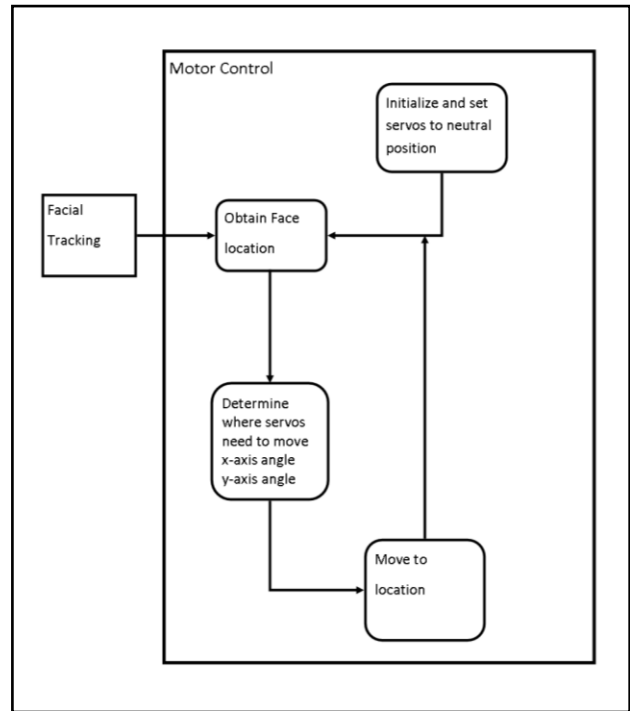 Motor Control
Initialize and set
servos to neutral
position
Facial
Tracking
Obtain Face
location
Determine
where servos
need to move
x-axis angle
y-axis angle
Move to
location